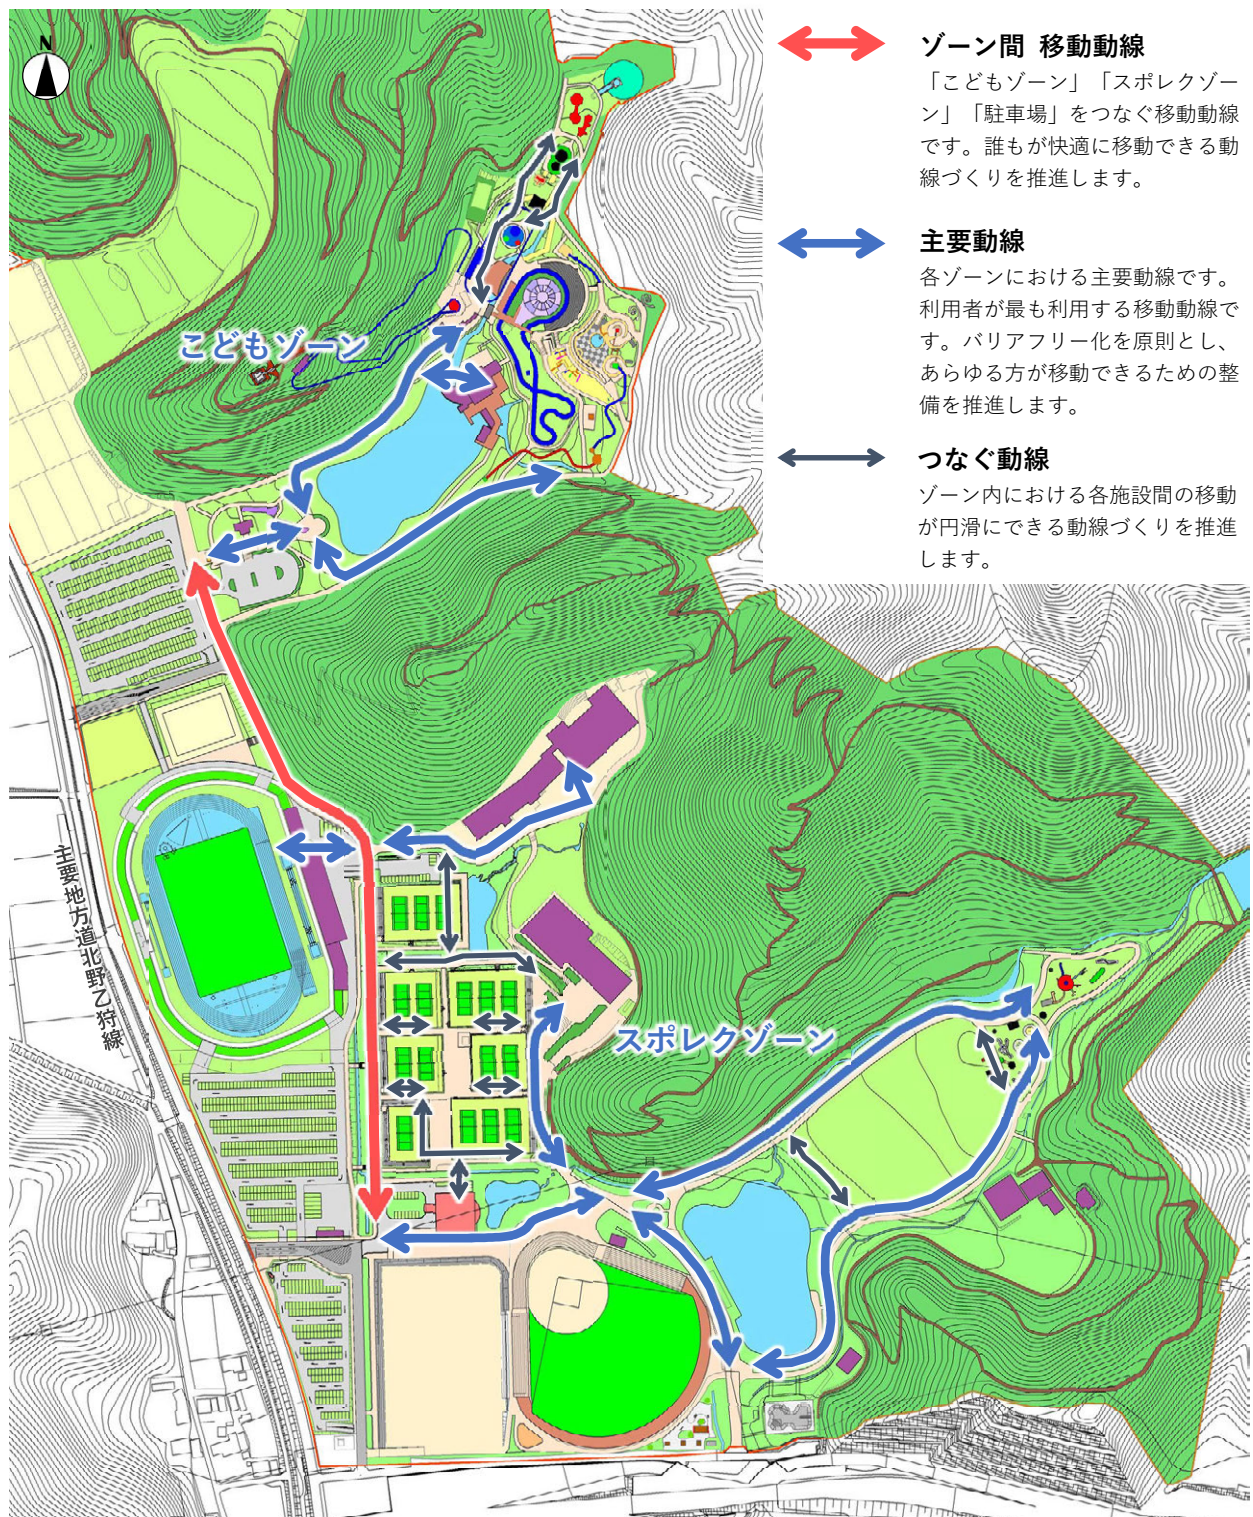 N
ゾーン間 移動動線
「こどもゾーン」「スポレクゾー
ン」「駐車場」をつなぐ移動動線
です。誰もが快適に移動できる動
線づくりを推進します。
主要動線
各ゾーンにおける主要動線です。
利用者が最も利用する移動動線で
す。バリアフリー化を原則とし、
あらゆる方が移動できるための整
備を推進します。
つなぐ動線
ゾーン内における各施設間の移動
が円滑にできる動線づくりを推進
します。
こどもゾーン
主要地方道北野乙狩線
スポレクゾーン